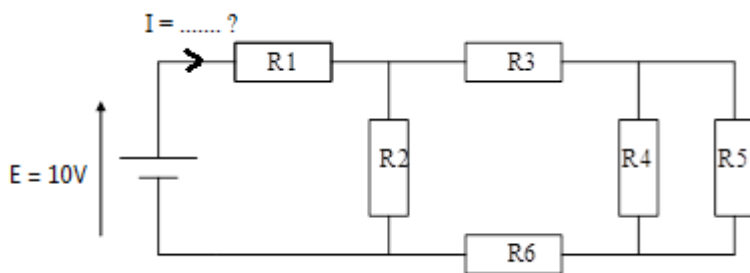 I = ....... ?
R1
R3
R2
R4
R5
E = 10V
R6